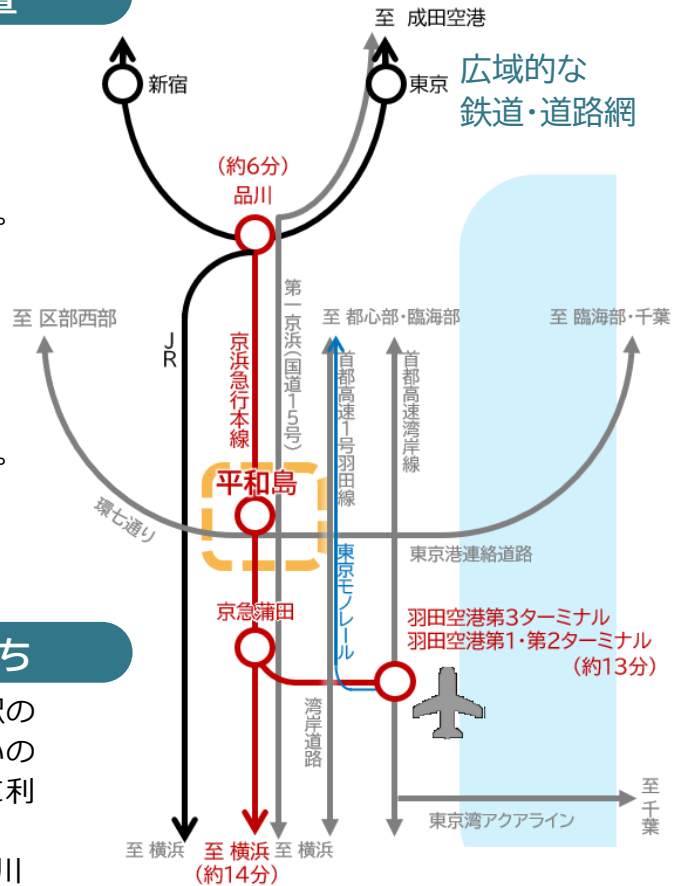 至 成田空港
新宿
東京
広域的な
鉄道・道路網
(約6分)
品川
。
第一京浜(国道15号)
至 区部西部
至 都心部・臨海部
至 臨海部・千葉
JR
京浜急行本線
首都高速1号羽田線
首都高速湾岸線
。
平和島
環七通り
東京港連絡道路
東京モノレール
京急蒲田
羽田空港第3ターミナル
羽田空港第1・第2ターミナル
(約13分)
ち
の
いの
利
川
湾岸道路
東京湾アクアライン
至千葉
至 横浜
至 横浜
(約14分)
至 横浜